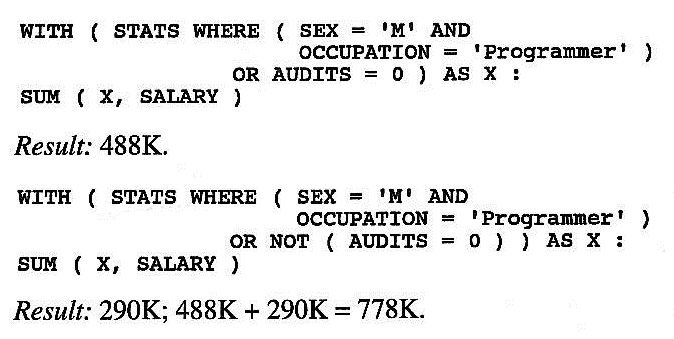 WITH ( STATS WHERE ( SEX = 'M' AND
OCCUPATION = 'Programmer' )
OR AUDITS = 0 ) AS X :
SUM ( X, SALARY )
Result: 488K.
WITH ( STATS WHERE ( SEX = 'M' AND
OCCUPATION = 'Programmer' )
OR NOT ( AUDITS = 0 ) ) AS X :
SUM ( X, SALARY )
Result: 290K; 488K + 290K = 778K.